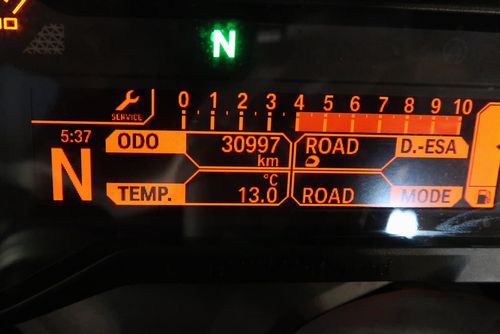 N
SERVICE
0 1 2 3 4 5 6 7 8 9 10
5:37
N
ODO 30997 km
ROAD D.-ESA
TEMP. °C 13.0
ROAD MODE